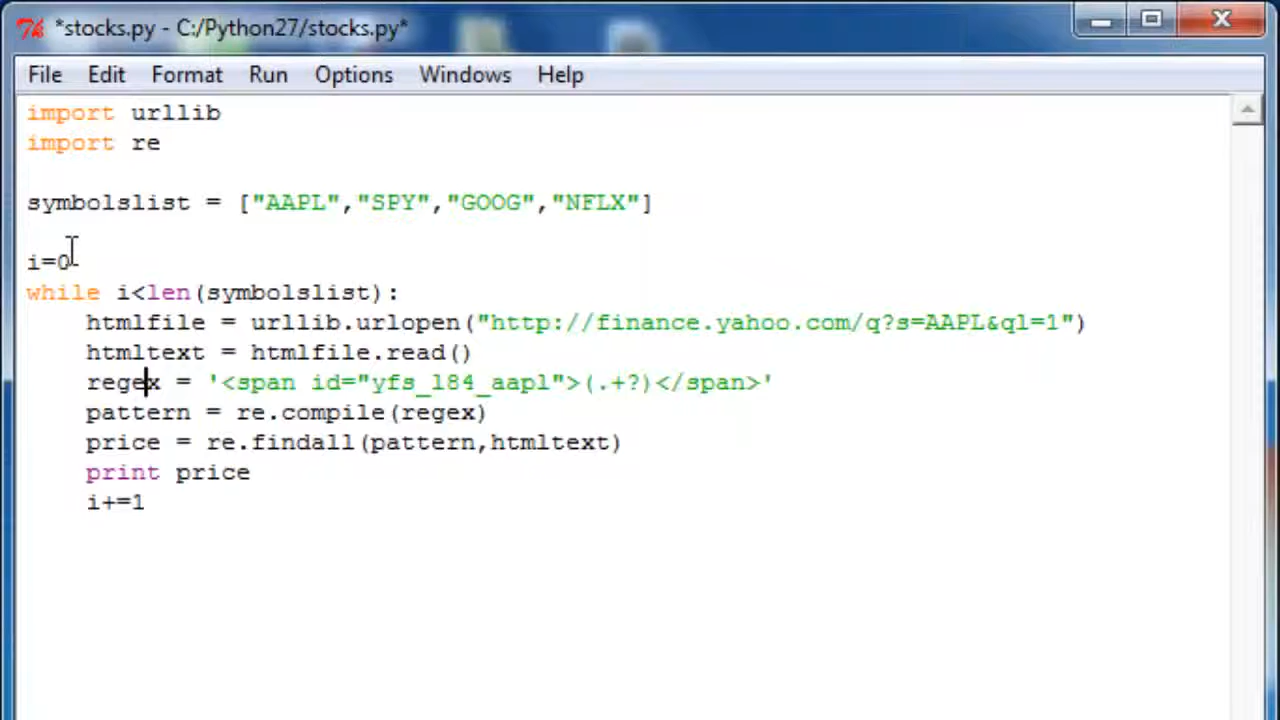 *stocks.py - C:/Python27/stocks.py*
File Edit Format Run Options Windows Help
import urllib
import re
symbolslist = ["AAPL","SPY","GOOG","NFLX"]
i=0
while i<len(symbolslist):
    htmlfile = urllib.urlopen("http://finance.yahoo.com/q?s=AAPL&ql=1")
    htmltext = htmlfile.read()
    regex = '<span id="yfs_l84_aapl">(.+?)</span>'
    pattern = re.compile(regex)
    price = re.findall(pattern,htmltext)
    print price
    i+=1